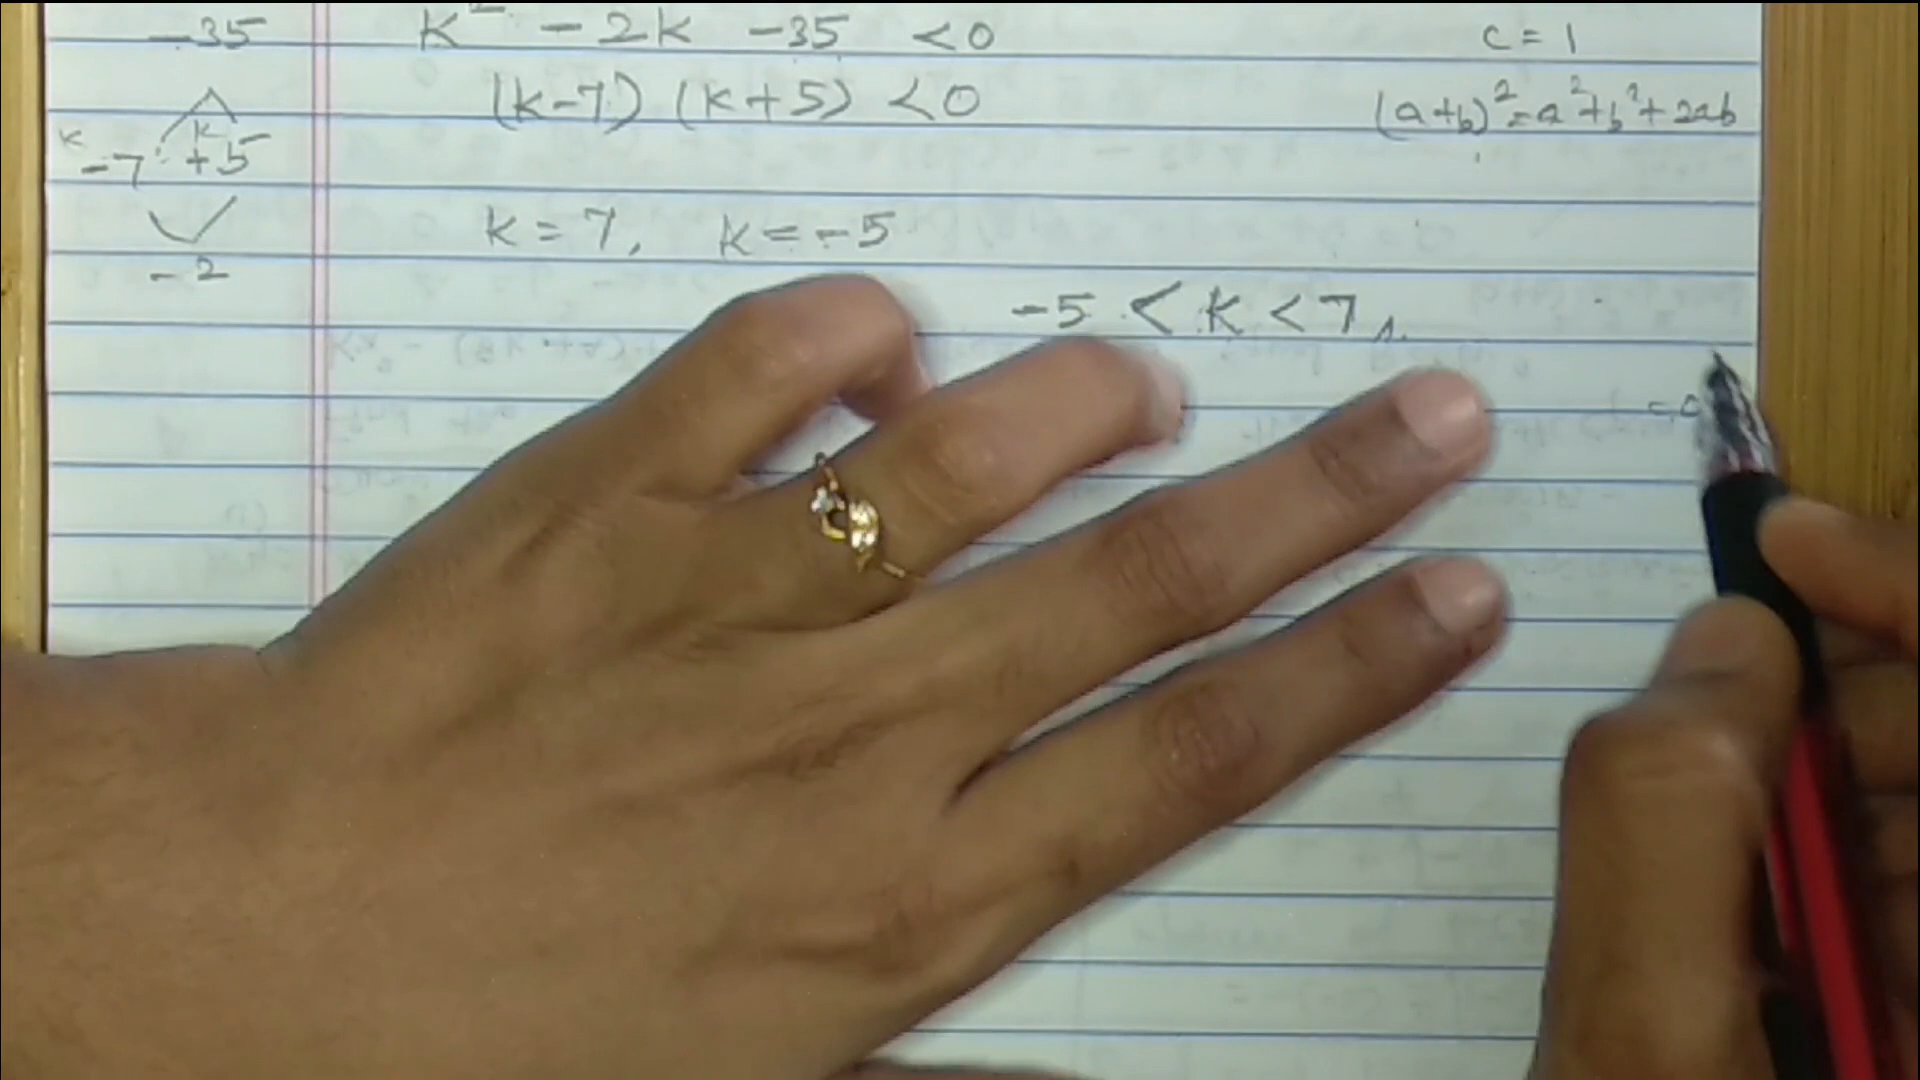 -35 k² - 2k - 35 < 0 c = 1
(k-7) (k+5) < 0 (a+b)² = a² + b² + 2ab
k k
-7 +5
k = 7, k = -5
-2
-5 < k < 7
= 0